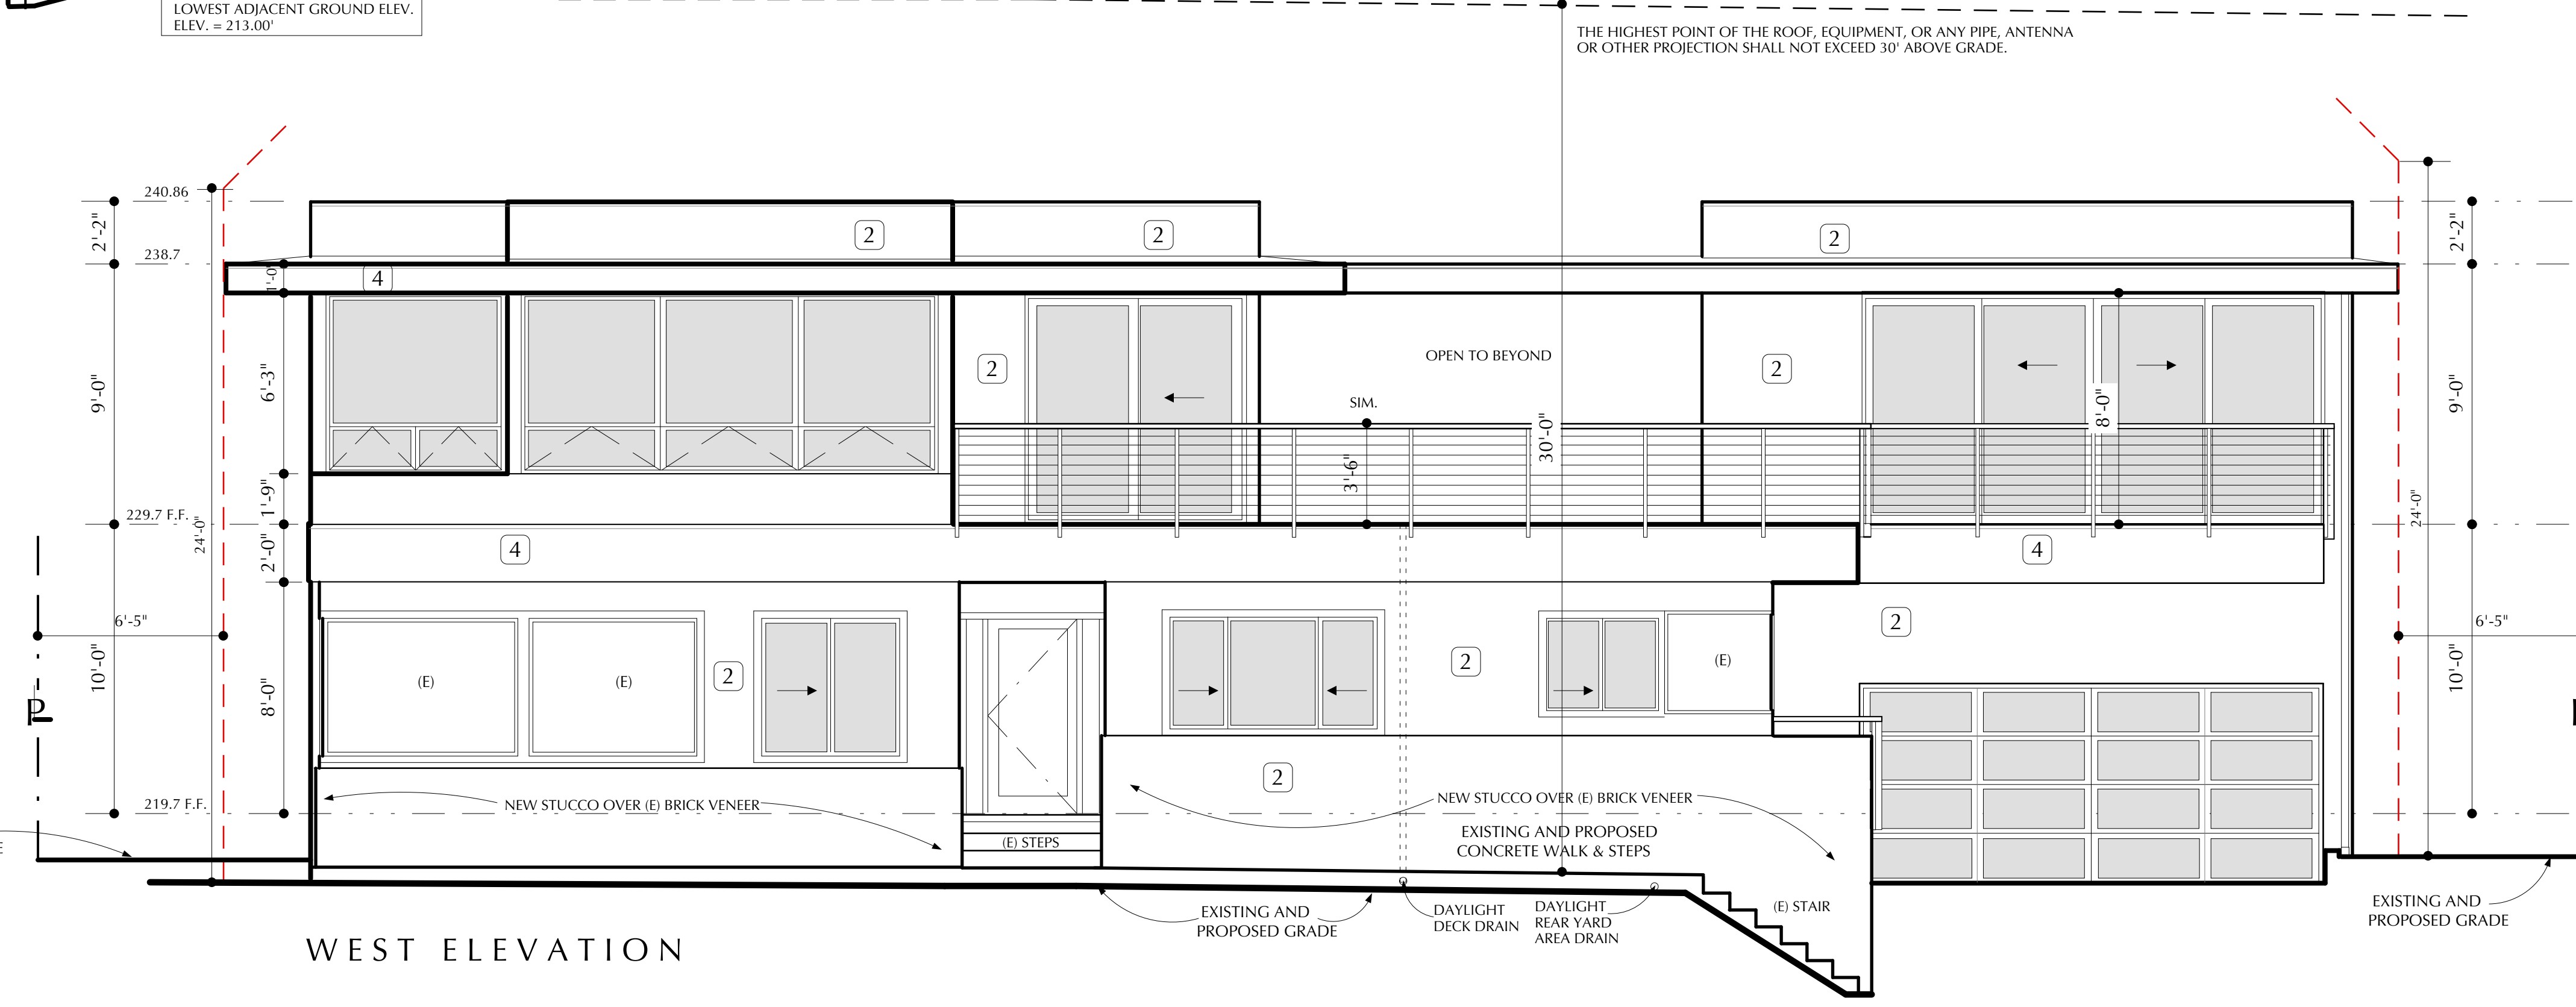 LOWEST ADJACENT GROUND ELEV.
ELEV. = 213.00'
THE HIGHEST POINT OF THE ROOF, EQUIPMENT, OR ANY PIPE, ANTENNA
OR OTHER PROJECTION SHALL NOT EXCEED 30' ABOVE GRADE.
240.86
2'-2"
2
2
2
2'-2"
238.7
1'-0"
4
9'-0"
6'-3"
2
OPEN TO BEYOND
2
8'-0"
9'-0"
SIM.
3'-6"
30'-0"
1'-9"
229.7 F.F.
24'-0"
24'-0"
2'-0"
4
4
6'-5"
2
6'-5"
10'-0"
8'-0"
(E)
(E)
2
2
(E)
10'-0"
P
2
219.7 F.F.
NEW STUCCO OVER (E) BRICK VENEER
NEW STUCCO OVER (E) BRICK VENEER
(E) STEPS
EXISTING AND PROPOSED
CONCRETE WALK & STEPS
E
EXISTING AND
PROPOSED GRADE
DAYLIGHT
DECK DRAIN
DAYLIGHT
REAR YARD
AREA DRAIN
(E) STAIR
EXISTING AND
PROPOSED GRADE
WEST ELEVATION